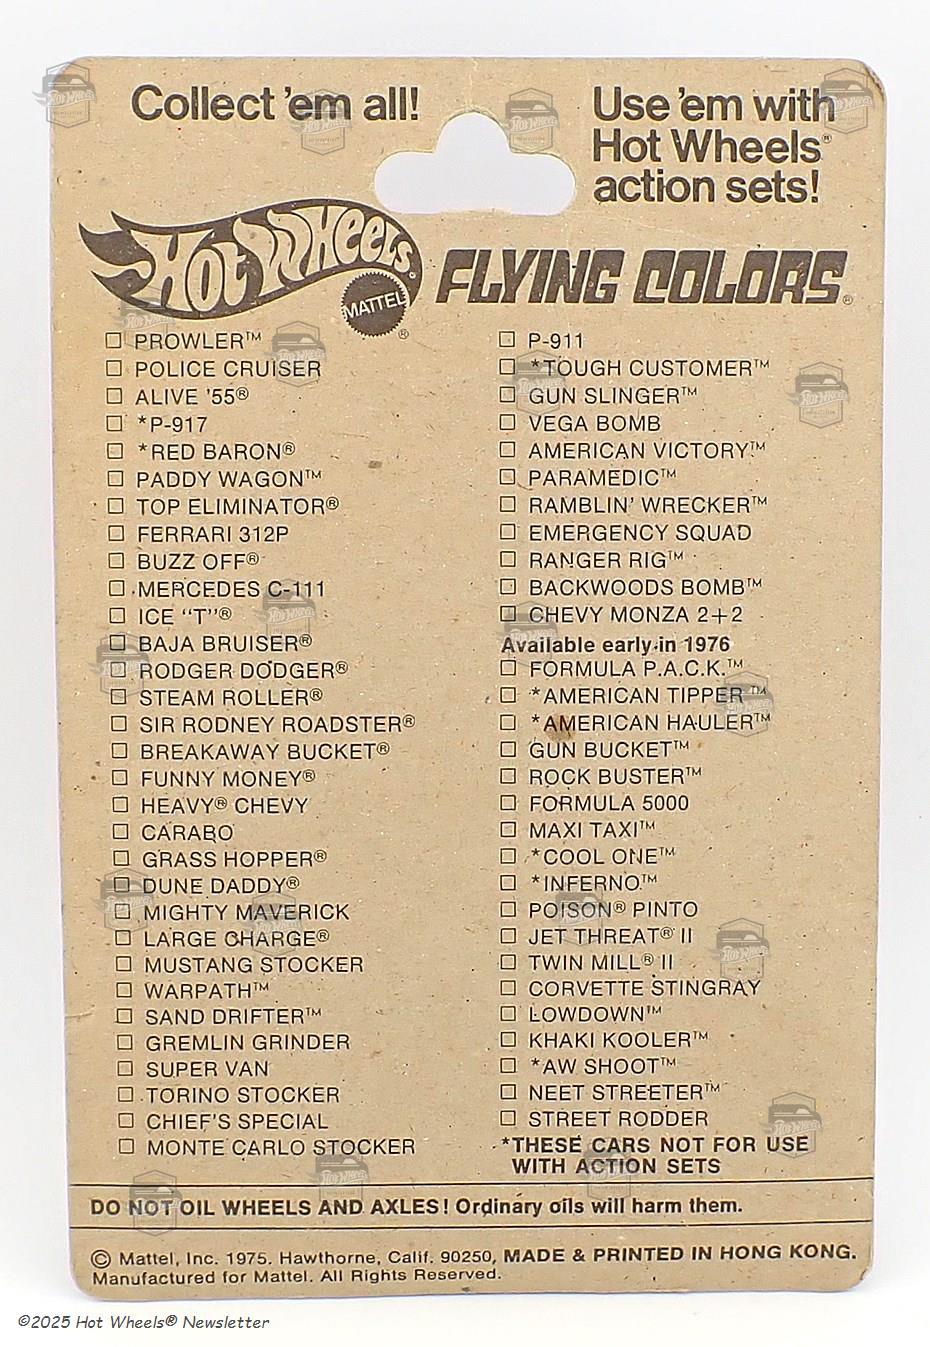 Collect 'em all!
Use 'em with
Hot Wheels®
action sets!
Hot Wheels®
MATTEL®
FLYING COLORS®
☐ PROWLER™
☐ POLICE CRUISER
☐ ALIVE '55®
☐ *P-917
☐ *RED BARON®
☐ PADDY WAGON™
☐ TOP ELIMINATOR®
☐ FERRARI 312P
☐ BUZZ OFF®
☐ MERCEDES C-111
☐ ICE "T"®
☐ BAJA BRUISER®
☐ RODGER DODGER®
☐ STEAM ROLLER®
☐ SIR RODNEY ROADSTER®
☐ BREAKAWAY BUCKET®
☐ FUNNY MONEY®
☐ HEAVY® CHEVY
☐ CARABO
☐ GRASS HOPPER®
☐ DUNE DADDY®
☐ MIGHTY MAVERICK
☐ LARGE CHARGE®
☐ MUSTANG STOCKER
☐ WARPATH™
☐ SAND DRIFTER™
☐ GREMLIN GRINDER
☐ SUPER VAN
☐ TORINO STOCKER
☐ CHIEF'S SPECIAL
☐ MONTE CARLO STOCKER
☐ P-911
☐ *TOUGH CUSTOMER™
☐ GUN SLINGER™
☐ VEGA BOMB
☐ AMERICAN VICTORY™
☐ PARAMEDIC™
☐ RAMBLIN' WRECKER™
☐ EMERGENCY SQUAD
☐ RANGER RIG™
☐ BACKWOODS BOMB™
☐ CHEVY MONZA 2+2
Available early in 1976
☐ FORMULA P.A.C.K.™
☐ *AMERICAN TIPPER™
☐ *AMERICAN HAULER™
☐ GUN BUCKET™
☐ ROCK BUSTER™
☐ FORMULA 5000
☐ MAXI TAXI™
☐ *COOL ONE™
☐ *INFERNO™
☐ POISON® PINTO
☐ JET THREAT® II
☐ TWIN MILL® II
☐ CORVETTE STINGRAY
☐ LOWDOWN™
☐ KHAKI KOOLER™
☐ *AW SHOOT™
☐ NEET STREETER™
☐ STREET RODDER
*THESE CARS NOT FOR USE
WITH ACTION SETS
DO NOT OIL WHEELS AND AXLES! Ordinary oils will harm them.
© Mattel, Inc. 1975. Hawthorne, Calif. 90250, MADE & PRINTED IN HONG KONG.
Manufactured for Mattel. All Rights Reserved.
©2025 Hot Wheels® Newsletter